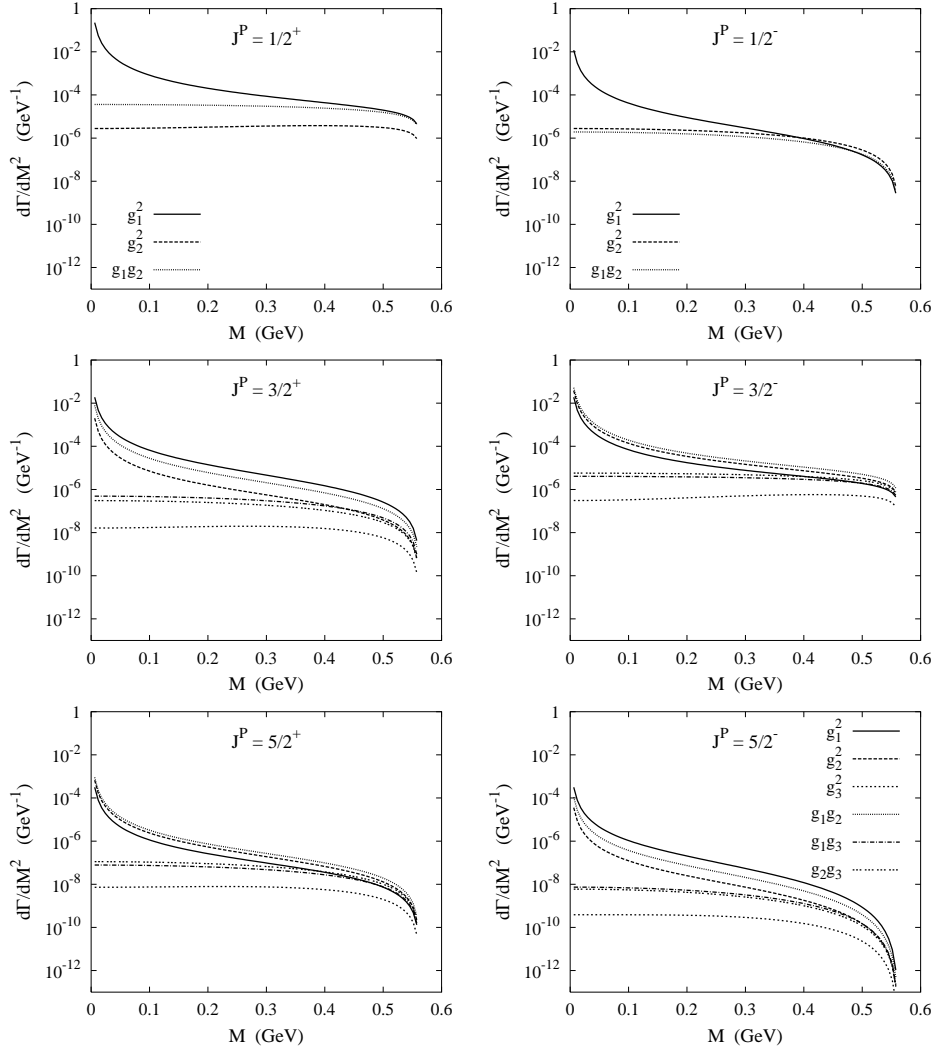 J^P = 1/2^+
dΓ/dM^2 (GeV^-1)
1
10^-2
10^-4
10^-6
10^-8
10^-10
10^-12
g_1^2
g_2^2
g_1g_2
0 0.1 0.2 0.3 0.4 0.5 0.6
M (GeV)
J^P = 1/2^-
dΓ/dM^2 (GeV^-1)
1
10^-2
10^-4
10^-6
10^-8
10^-10
10^-12
g_1^2
g_2^2
g_1g_2
0 0.1 0.2 0.3 0.4 0.5 0.6
M (GeV)
J^P = 3/2^+
dΓ/dM^2 (GeV^-1)
1
10^-2
10^-4
10^-6
10^-8
10^-10
10^-12
0 0.1 0.2 0.3 0.4 0.5 0.6
M (GeV)
J^P = 3/2^-
dΓ/dM^2 (GeV^-1)
1
10^-2
10^-4
10^-6
10^-8
10^-10
10^-12
0 0.1 0.2 0.3 0.4 0.5 0.6
M (GeV)
J^P = 5/2^+
dΓ/dM^2 (GeV^-1)
1
10^-2
10^-4
10^-6
10^-8
10^-10
10^-12
0 0.1 0.2 0.3 0.4 0.5 0.6
M (GeV)
J^P = 5/2^-
dΓ/dM^2 (GeV^-1)
1
10^-2
10^-4
10^-6
10^-8
10^-10
10^-12
g_1^2
g_2^2
g_3^2
g_1g_2
g_1g_3
g_2g_3
0 0.1 0.2 0.3 0.4 0.5 0.6
M (GeV)